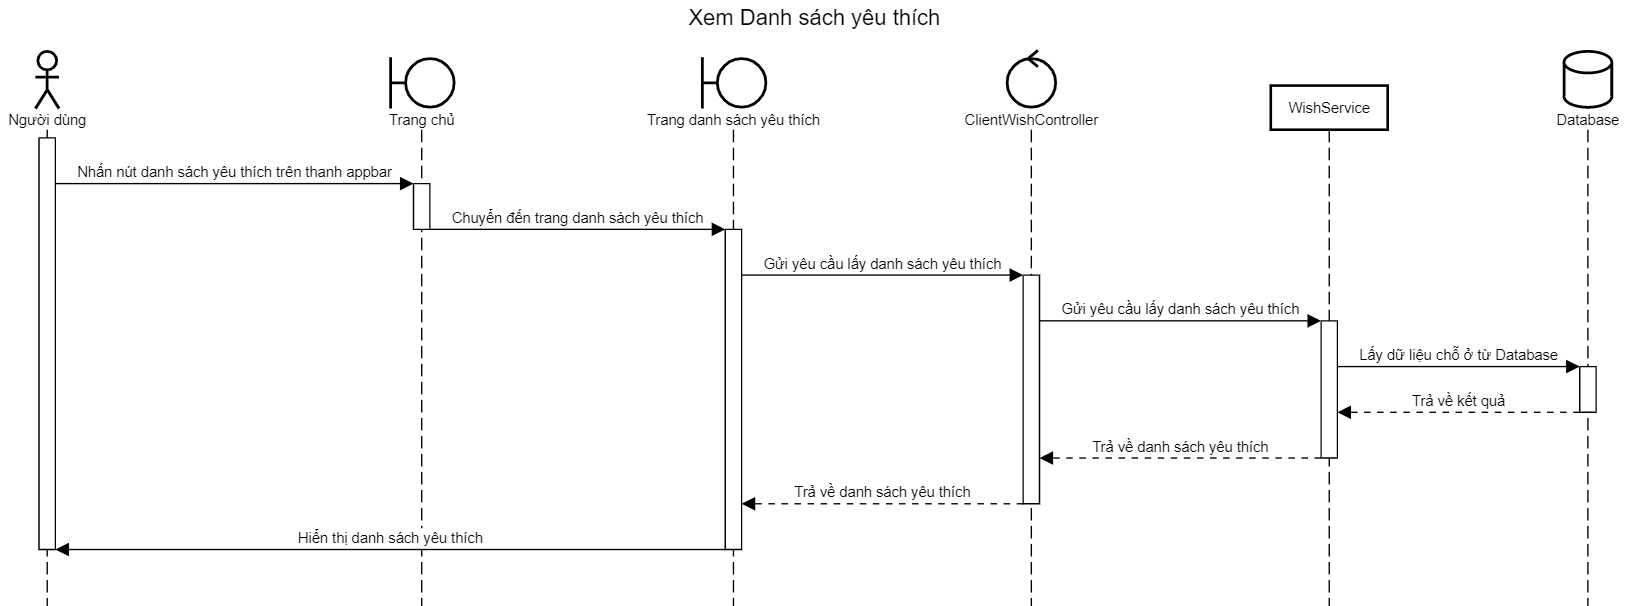 Xem Danh sách yêu thích
Người dùng
Trang chủ
Trang danh sách yêu thích
ClientWishController
WishService
Database
Nhấn nút danh sách yêu thích trên thanh appbar
Chuyển đến trang danh sách yêu thích
Gửi yêu cầu lấy danh sách yêu thích
Gửi yêu cầu lấy danh sách yêu thích
Lấy dữ liệu chỗ ở từ Database
Trả về kết quả
Trả về danh sách yêu thích
Trả về danh sách yêu thích
Hiển thị danh sách yêu thích